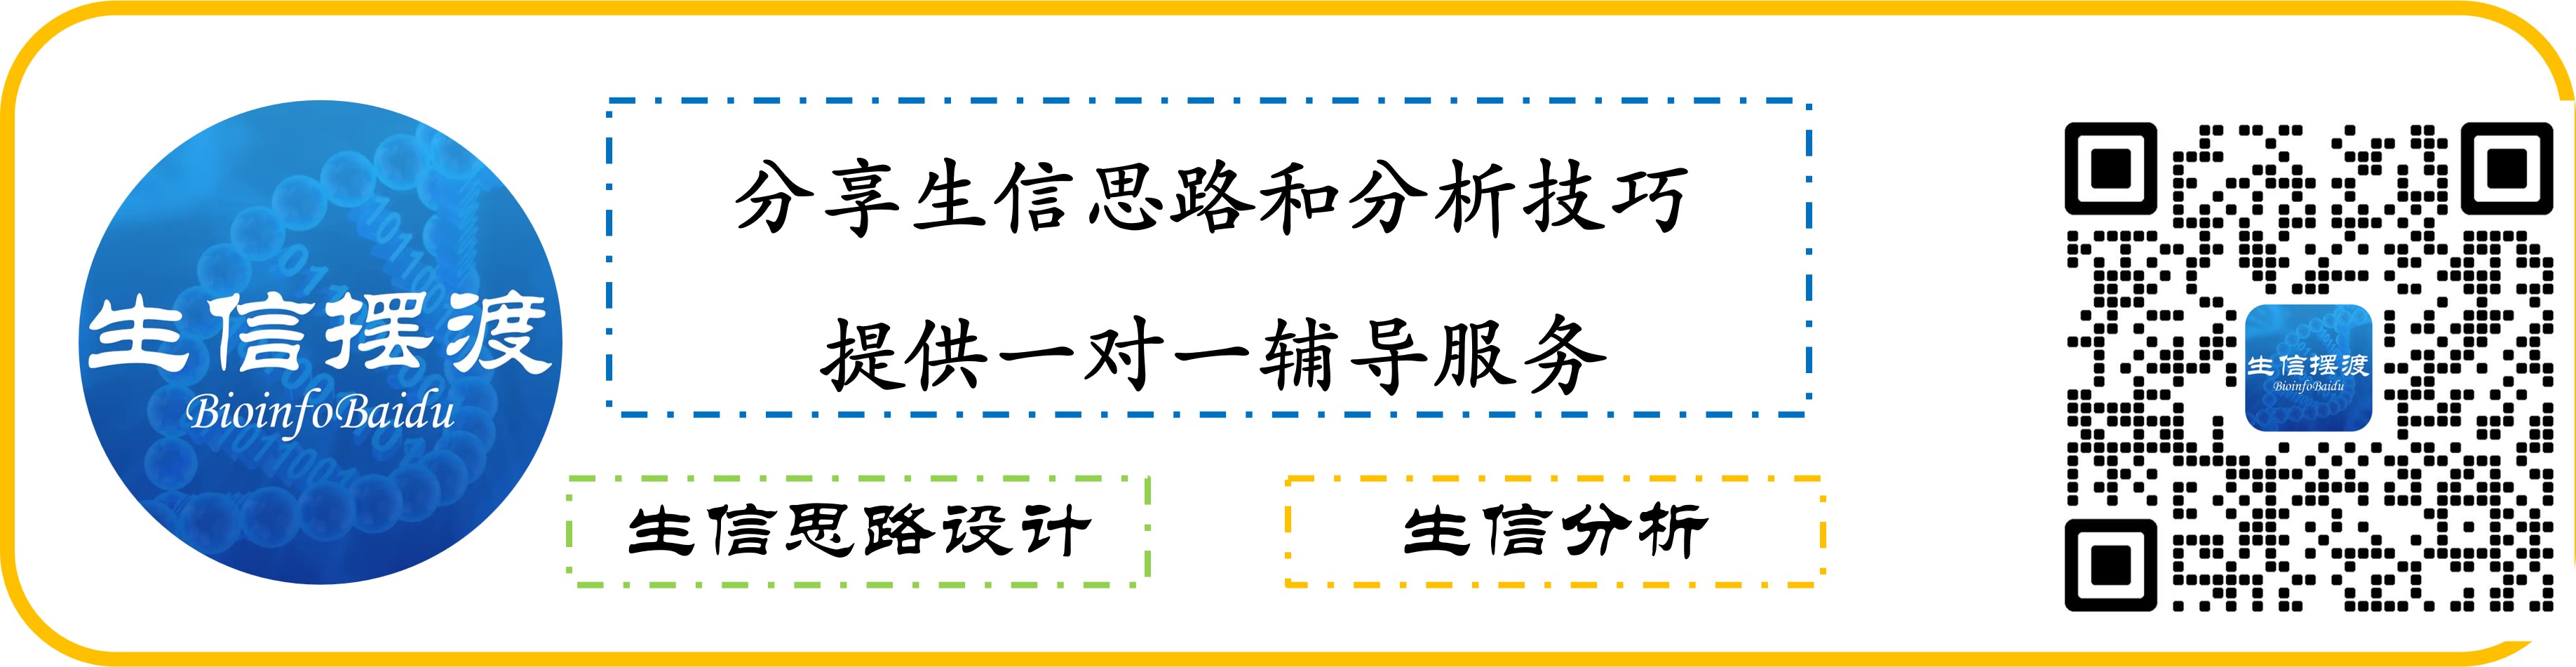 生信摆渡
BioinfoBaidu
分享生信思路和分析技巧
提供一对一辅导服务
生信思路设计
生信分析
生信摆渡
BioinfoBaidu